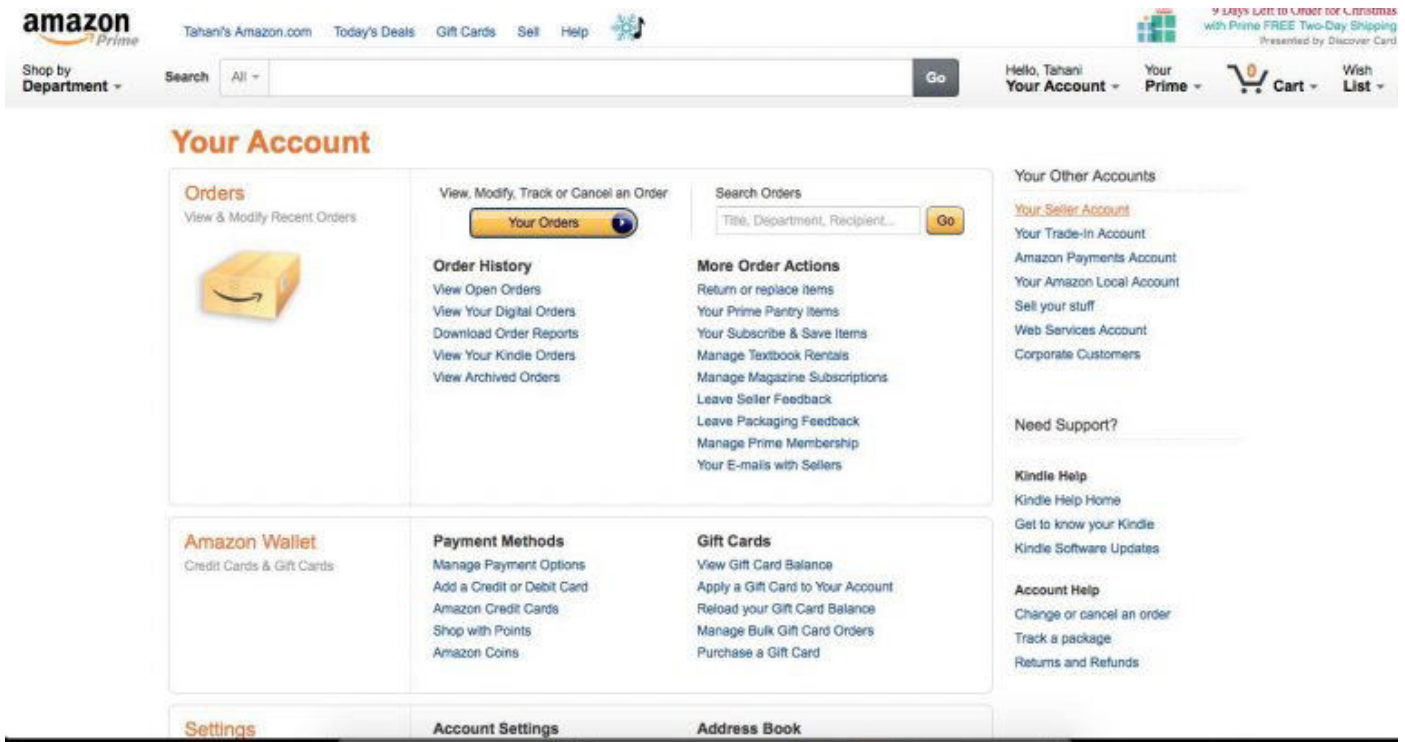 amazon
Prime
Tahani's Amazon.com Today's Deals Gift Cards Sell Help
9 Days Left to Order for Christmas
with Prime FREE Two-Day Shipping
Presented by Discover Card
Shop by
Department
Search All Go
Hello, Tahani
Your Account
Your
Prime
0
Cart
Wish
List
Your Account
Orders
View & Modify Recent Orders
View, Modify, Track or Cancel an Order
Your Orders
Search Orders
Title, Department, Recipient... Go
Order History
View Open Orders
View Your Digital Orders
Download Order Reports
View Your Kindle Orders
View Archived Orders
More Order Actions
Return or replace items
Your Prime Pantry Items
Your Subscribe & Save Items
Manage Textbook Rentals
Manage Magazine Subscriptions
Leave Seller Feedback
Leave Packaging Feedback
Manage Prime Membership
Your E-mails with Sellers
Amazon Wallet
Credit Cards & Gift Cards
Payment Methods
Manage Payment Options
Add a Credit or Debit Card
Amazon Credit Cards
Shop with Points
Amazon Coins
Gift Cards
View Gift Card Balance
Apply a Gift Card to Your Account
Reload your Gift Card Balance
Manage Bulk Gift Card Orders
Purchase a Gift Card
Settings
Account Settings
Address Book
Your Other Accounts
Your Seller Account
Your Trade-In Account
Amazon Payments Account
Your Amazon Local Account
Sell your stuff
Web Services Account
Corporate Customers
Need Support?
Kindle Help
Kindle Help Home
Get to know your Kindle
Kindle Software Updates
Account Help
Change or cancel an order
Track a package
Returns and Refunds